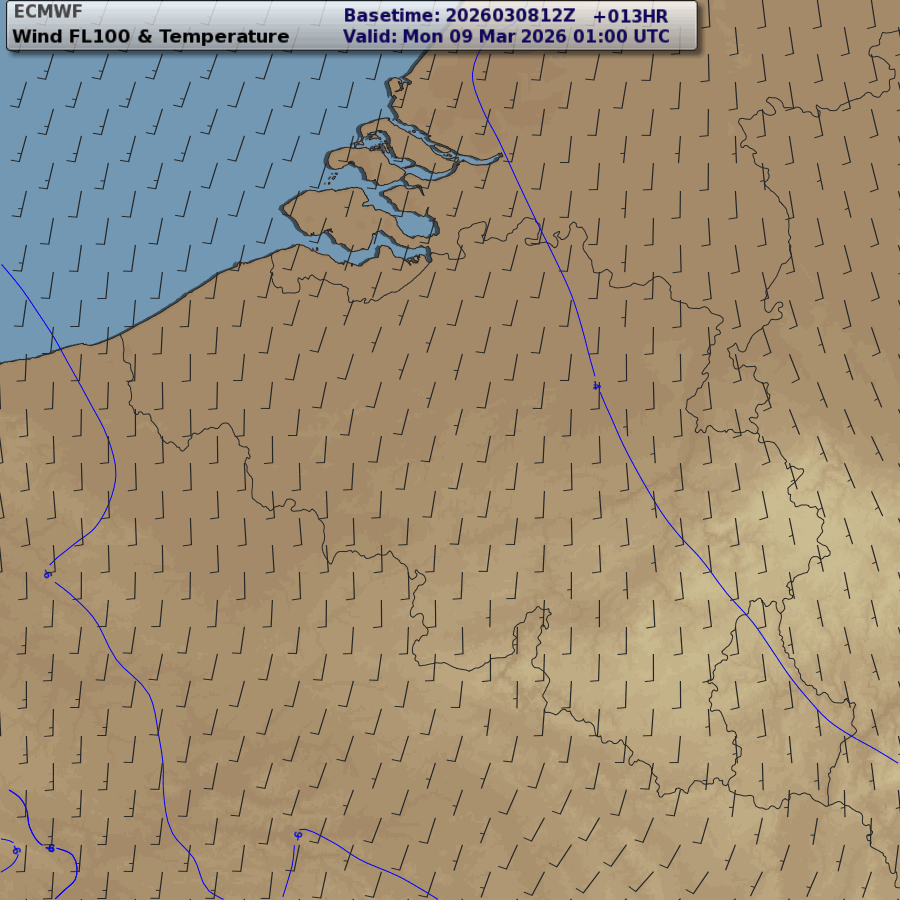 ECMWF
Basetime: 2026030812Z +013HR
Wind FL100 & Temperature
Valid: Mon 09 Mar 2026 01:00 UTC